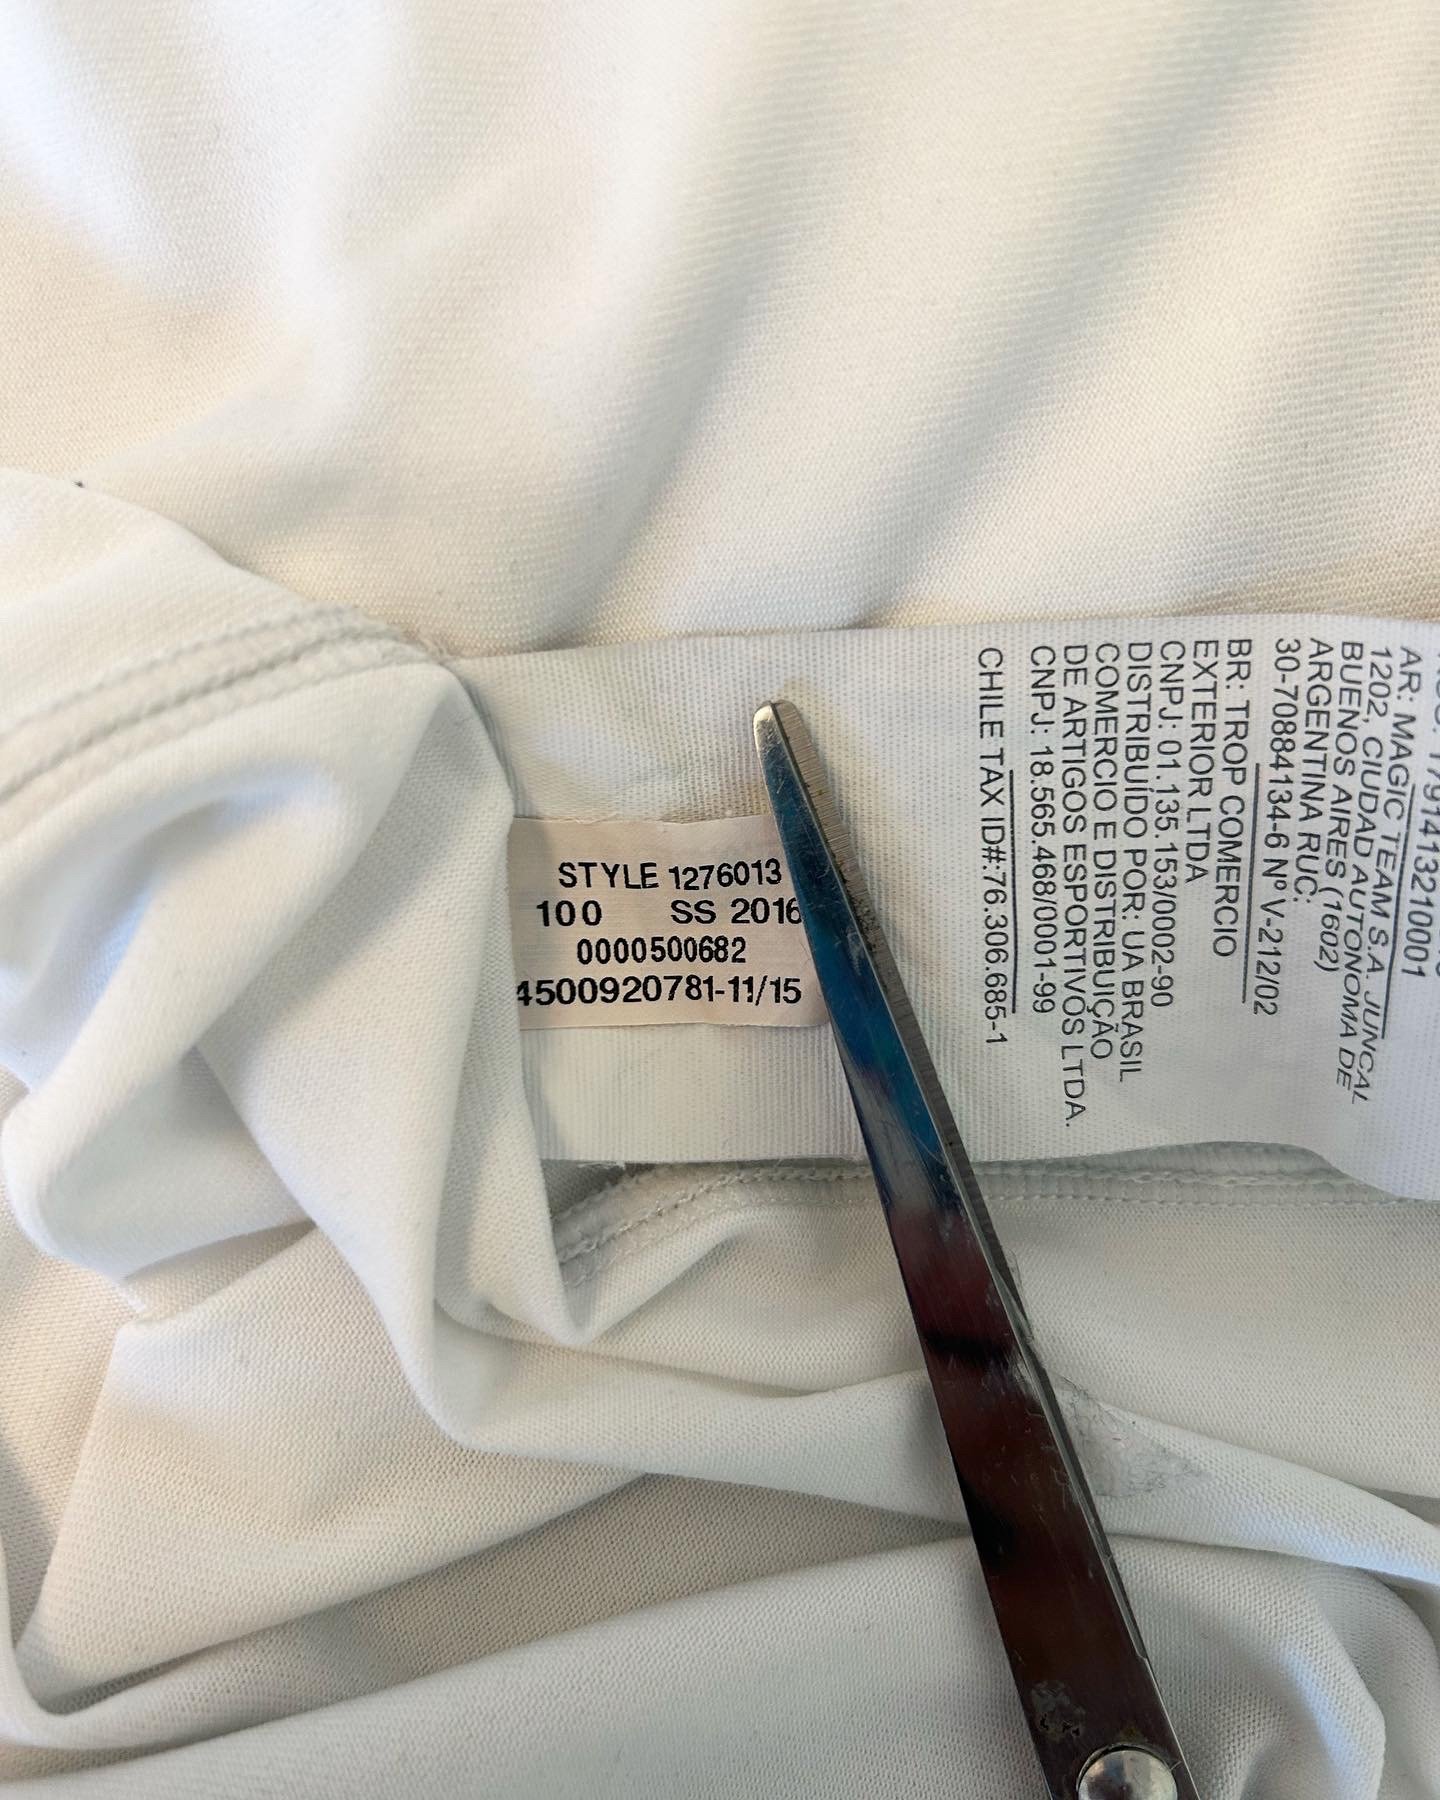 STYLE 1276013
100 SS 2016
0000500682
4500920781-11/15
1791413210001
AR: MAGIC TEAM S.A. JUNCAL
1202, CIUDAD AUTONOMA DE
BUENOS AIRES (1602)
ARGENTINA RUC:
30-70884134-6 Nº V-212/02
BR: TROP COMERCIO
EXTERIOR LTDA
CNPJ: 01.135.153/0002-90
DISTRIBUÍDO POR: UA BRASIL
COMERCIO E DISTRIBUIÇÃO
DE ARTIGOS ESPORTIVOS LTDA.
CNPJ: 18.565.468/0001-99
CHILE TAX ID#:76.306.685-1